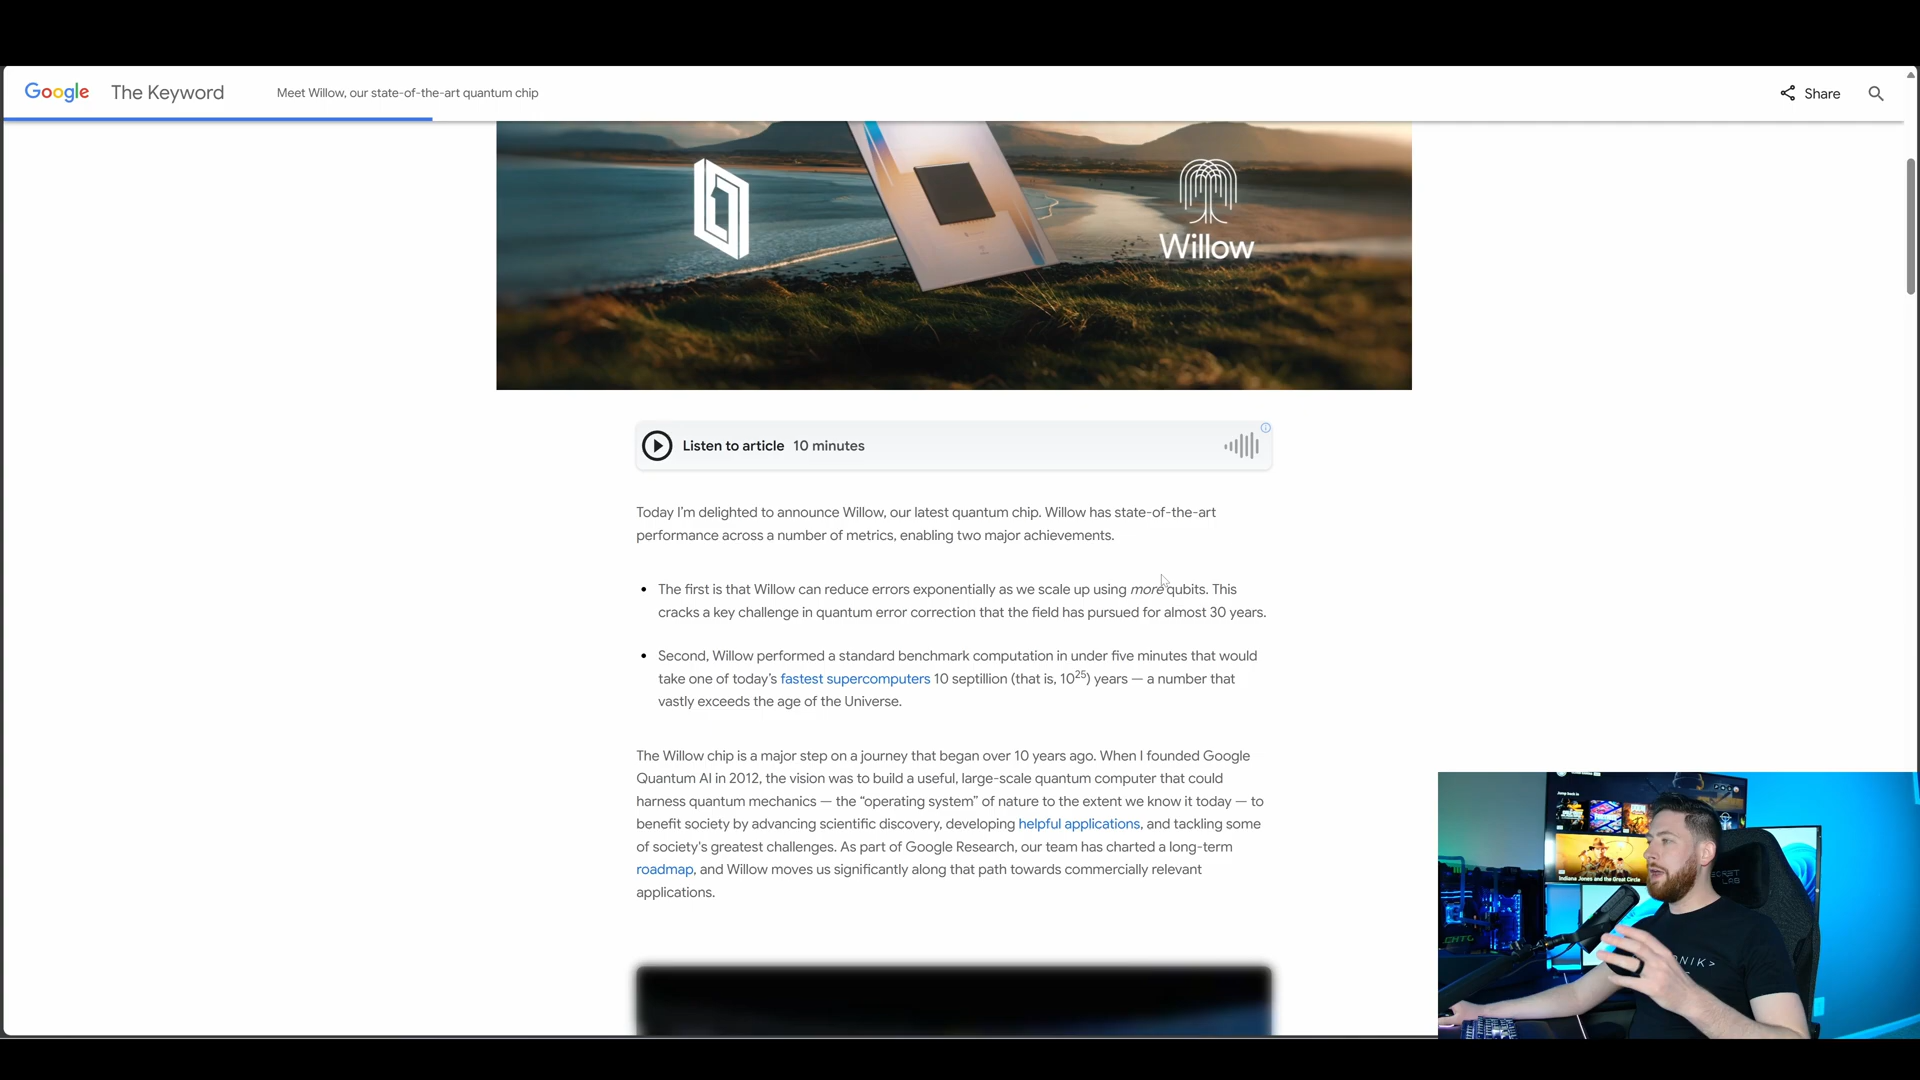 Google The Keyword Meet Willow, our state-of-the-art quantum chip Share
Willow
Listen to article 10 minutes
Today I'm delighted to announce Willow, our latest quantum chip. Willow has state-of-the-art
performance across a number of metrics, enabling two major achievements.
• The first is that Willow can reduce errors exponentially as we scale up using more qubits. This
cracks a key challenge in quantum error correction that the field has pursued for almost 30 years.
• Second, Willow performed a standard benchmark computation in under five minutes that would
take one of today's fastest supercomputers 10 septillion (that is, 10²⁵) years — a number that
vastly exceeds the age of the Universe.
The Willow chip is a major step on a journey that began over 10 years ago. When I founded Google
Quantum AI in 2012, the vision was to build a useful, large-scale quantum computer that could
harness quantum mechanics — the “operating system” of nature to the extent we know it today — to
benefit society by advancing scientific discovery, developing helpful applications, and tackling some
of society's greatest challenges. As part of Google Research, our team has charted a long-term
roadmap, and Willow moves us significantly along that path towards commercially relevant
applications.
Jump back in
Indiana Jones and the Great Circle